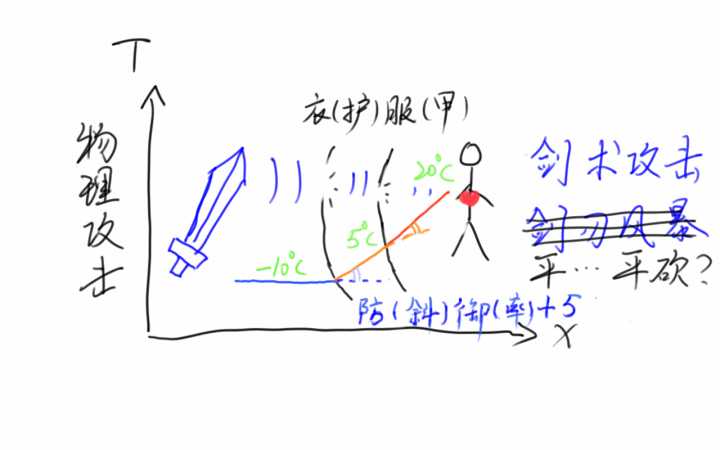 T
衣(护)服(甲)
物理攻击
20°C
5°C
-10°C
剑术攻击
剑刃风暴
平…平砍?
防(斜)御(率)+5
X